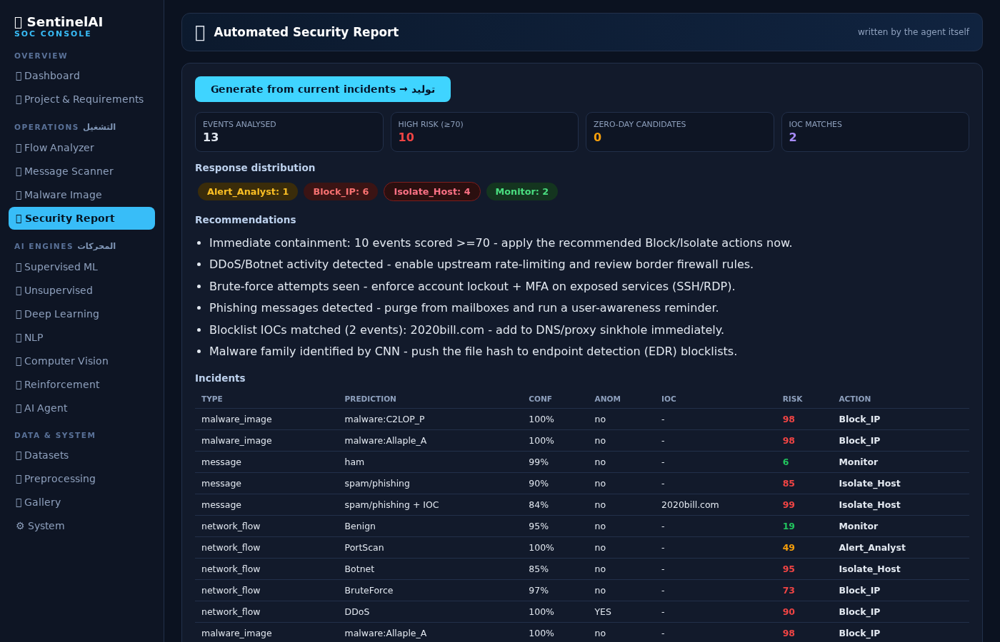 SentinelAI
SOC CONSOLE
OVERVIEW
Dashboard
Project & Requirements
OPERATIONS التشغيل
Flow Analyzer
Message Scanner
Malware Image
Security Report
AI ENGINES المحركات
Supervised ML
Unsupervised
Deep Learning
NLP
Computer Vision
Reinforcement
AI Agent
DATA & SYSTEM
Datasets
Preprocessing
Gallery
⚙ System
Automated Security Report
written by the agent itself
Generate from current incidents → توليد
EVENTS ANALYSED
13
HIGH RISK (≥70)
10
ZERO-DAY CANDIDATES
0
IOC MATCHES
2
Response distribution
Alert_Analyst: 1 Block_IP: 6 Isolate_Host: 4 Monitor: 2
Recommendations
• Immediate containment: 10 events scored >=70 - apply the recommended Block/Isolate actions now.
• DDoS/Botnet activity detected - enable upstream rate-limiting and review border firewall rules.
• Brute-force attempts seen - enforce account lockout + MFA on exposed services (SSH/RDP).
• Phishing messages detected - purge from mailboxes and run a user-awareness reminder.
• Blocklist IOCs matched (2 events): 2020bill.com - add to DNS/proxy sinkhole immediately.
• Malware family identified by CNN - push the file hash to endpoint detection (EDR) blocklists.
Incidents
TYPE PREDICTION CONF ANOM IOC RISK ACTION
malware_image malware:C2LOP_P 100% no - 98 Block_IP
malware_image malware:Allaple_A 100% no - 98 Block_IP
message ham 99% no - 6 Monitor
message spam/phishing 90% no - 85 Isolate_Host
message spam/phishing + IOC 84% no 2020bill.com 99 Isolate_Host
network_flow Benign 95% no - 19 Monitor
network_flow PortScan 100% no - 49 Alert_Analyst
network_flow Botnet 85% no - 95 Isolate_Host
network_flow BruteForce 97% no - 73 Block_IP
network_flow DDoS 100% YES - 90 Block_IP
malware_image malware:Allaple_A 100% no - 98 Block_IP